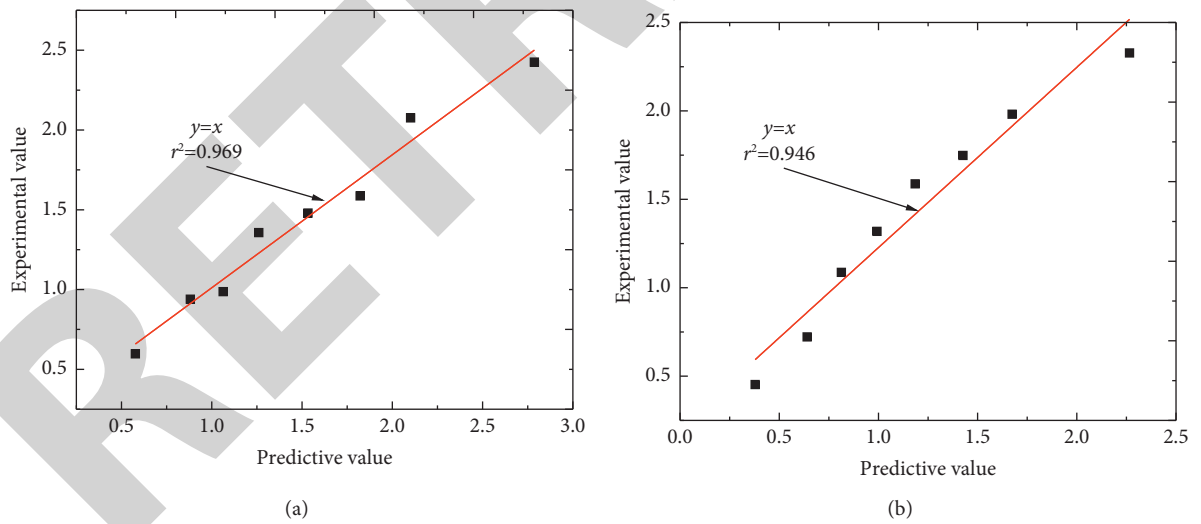 2.5
2.0
1.5
1.0
0.5
Experimental value
y=x
r²=0.969
0.5 1.0 1.5 2.0 2.5 3.0
Predictive value
(a)
2.5
2.0
1.5
1.0
0.5
Experimental value
y=x
r²=0.946
0.0 0.5 1.0 1.5 2.0 2.5
Predictive value
(b)